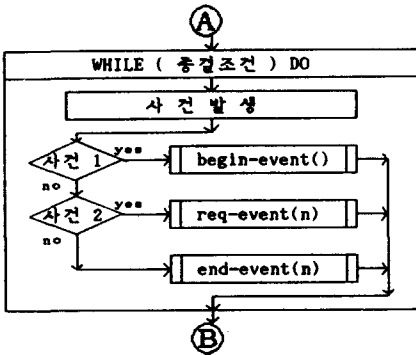 A
WHILE ( 종결조건 ) DO
사 건 발 생
사건 1
yes
begin-event()
no
사건 2
yes
req-event(n)
no
end-event(n)
B